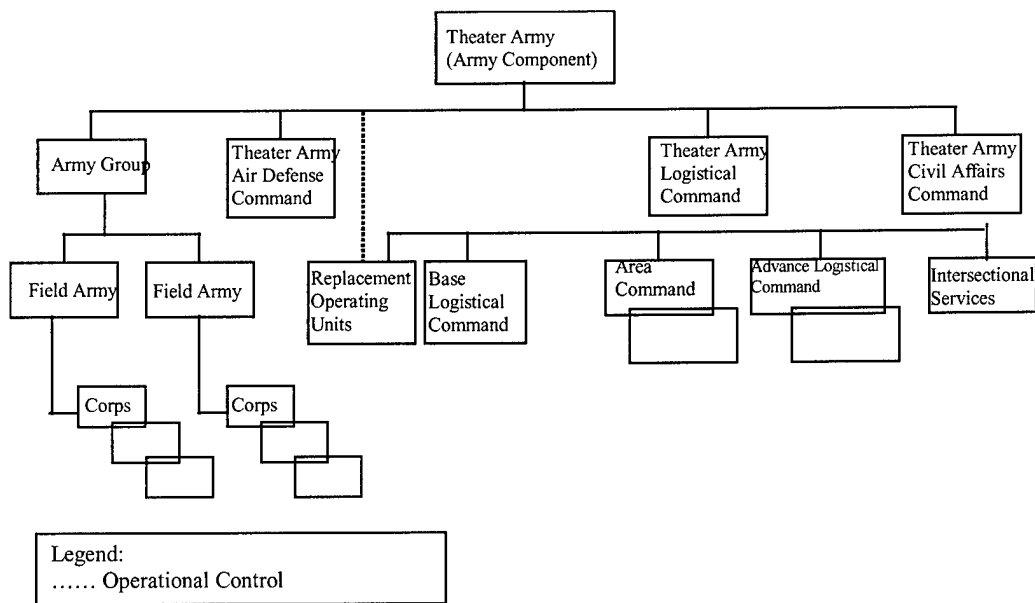 Theater Army
(Army Component)
Army Group
Theater Army
Air Defense
Command
Theater Army
Logistical
Command
Theater Army
Civil Affairs
Command
Field Army
Field Army
Replacement
Operating
Units
Base
Logistical
Command
Area
Command
Advance Logistical
Command
Intersectional
Services
Corps
Corps
Legend:
...... Operational Control